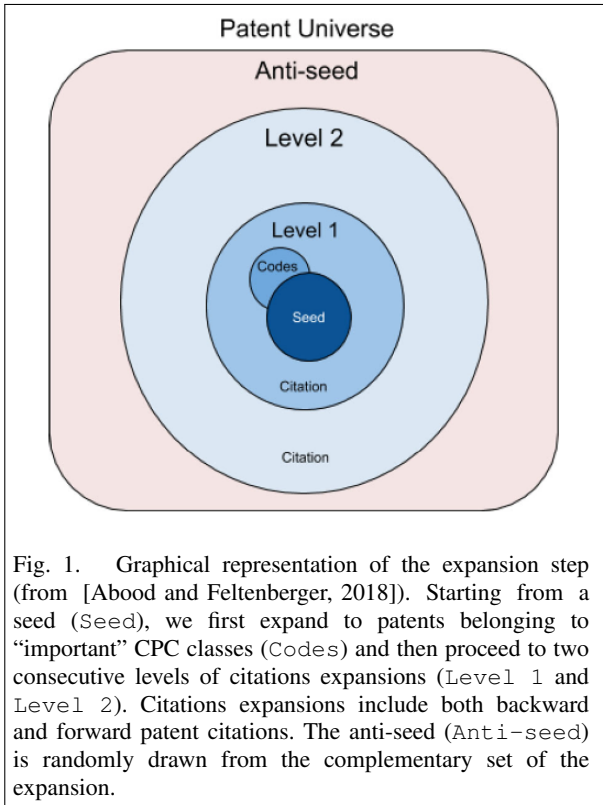 Patent Universe
Anti-seed
Level 2
Level 1
Codes
Seed
Citation
Citation
Fig. 1. Graphical representation of the expansion step
(from [Abood and Feltenberger, 2018]). Starting from a
seed (Seed), we first expand to patents belonging to
“important” CPC classes (Codes) and then proceed to two
consecutive levels of citations expansions (Level 1 and
Level 2). Citations expansions include both backward
and forward patent citations. The anti-seed (Anti-seed)
is randomly drawn from the complementary set of the
expansion.